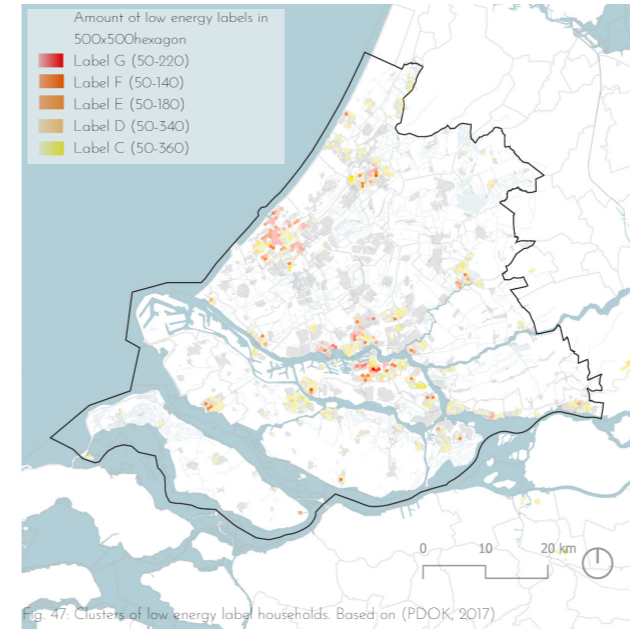 Amount of low energy labels in
500x500hexagon
Label G (50-220)
Label F (50-140)
Label E (50-180)
Label D (50-340)
Label C (50-360)
0 10 20 km
Fig. 47: Clusters of low energy label households. Based on (PDOK, 2017)